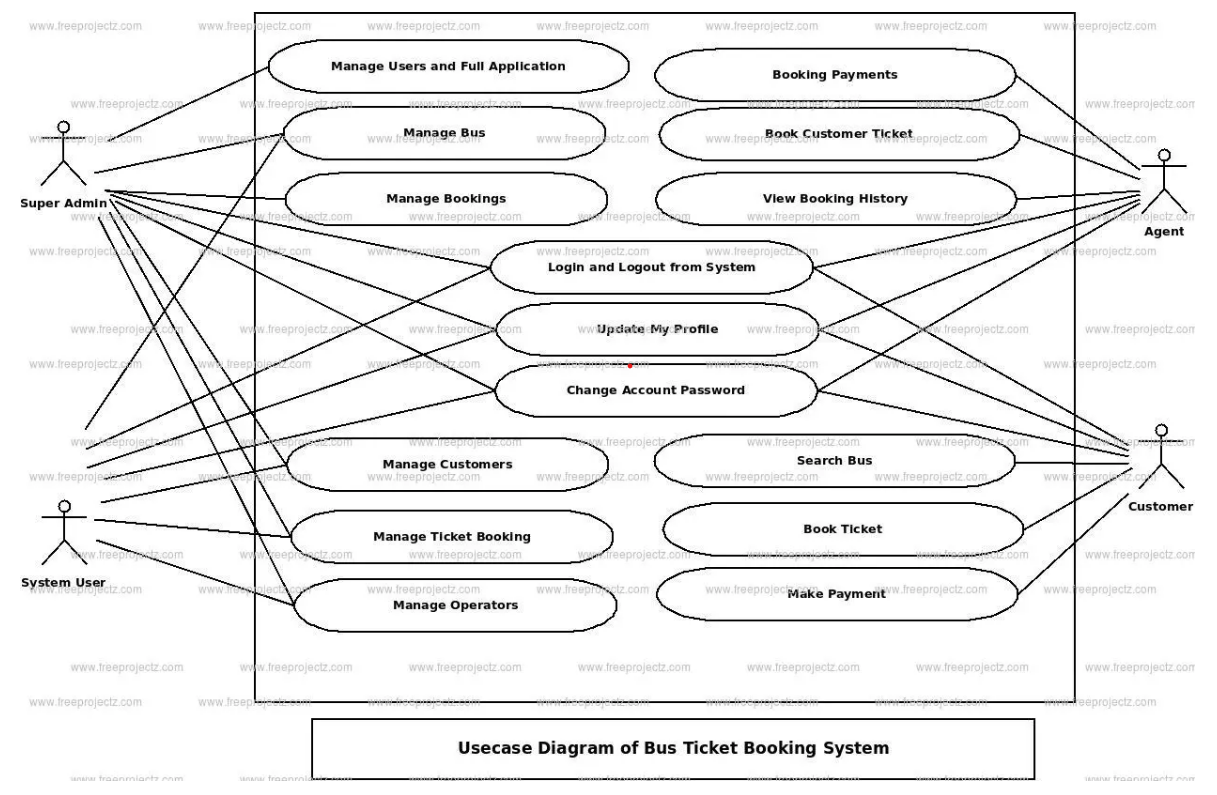 Manage Users and Full Application
Booking Payments
Manage Bus
Book Customer Ticket
Super Admin
Manage Bookings
View Booking History
Agent
Login and Logout from System
Update My Profile
Change Account Password
Manage Customers
Search Bus
Customer
Manage Ticket Booking
Book Ticket
System User
Manage Operators
Make Payment
Usecase Diagram of Bus Ticket Booking System
www.freeprojectz.com